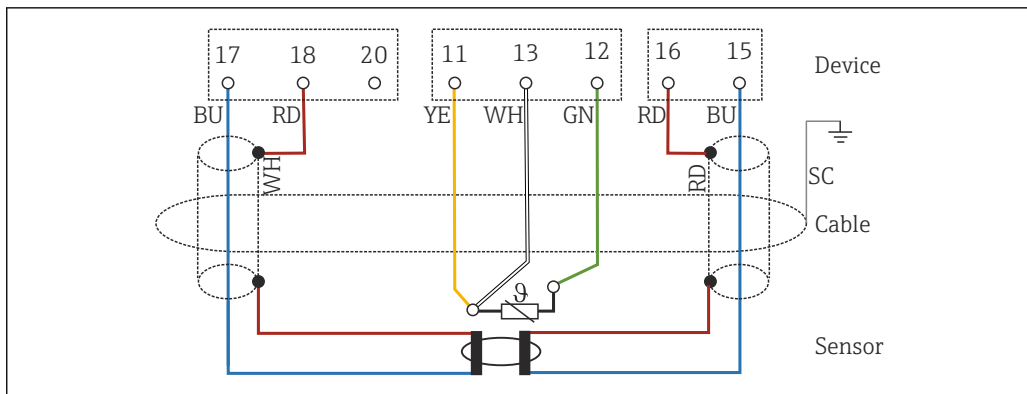 17 18 20 11 13 12 16 15 Device
BU RD YE WH GN RD BU
WH RD SC
Cable
ϑ
Sensor